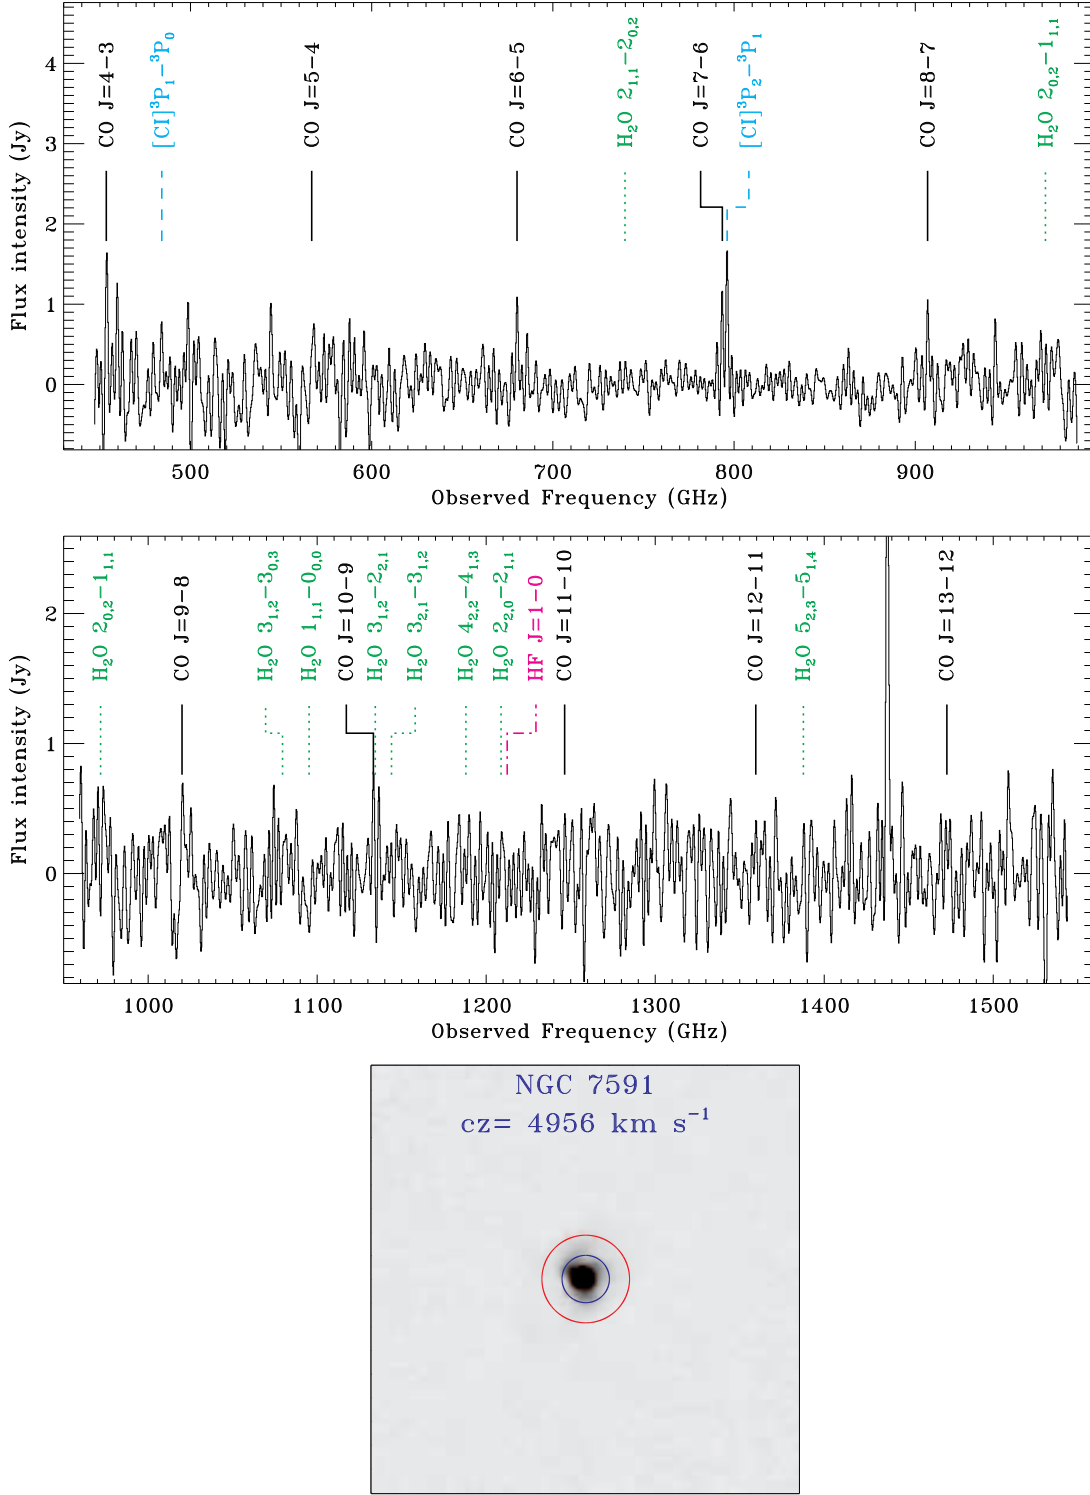 CO J=4−3
[CI]³P₁−³P₀
CO J=5−4
CO J=6−5
H₂O 2₁,₁−2₀,₂
CO J=7−6
[CI]³P₂−³P₁
CO J=8−7
H₂O 2₀,₂−1₁,₁
Flux intensity (Jy)
4
3
2
1
0
500 600 700 800 900
Observed Frequency (GHz)
H₂O 2₀,₂−1₁,₁
CO J=9−8
H₂O 3₁,₂−3₀,₃
H₂O 1₁,₁−0₀,₀
CO J=10−9
H₂O 3₁,₂−2₂,₁
H₂O 3₂,₁−3₁,₂
H₂O 4₂,₂−4₁,₃
H₂O 2₂,₀−2₁,₁
HF J=1−0
CO J=11−10
CO J=12−11
H₂O 5₂,₃−5₁,₄
CO J=13−12
Flux intensity (Jy)
2
1
0
1000 1100 1200 1300 1400 1500
Observed Frequency (GHz)
NGC 7591
cz= 4956 km s⁻¹